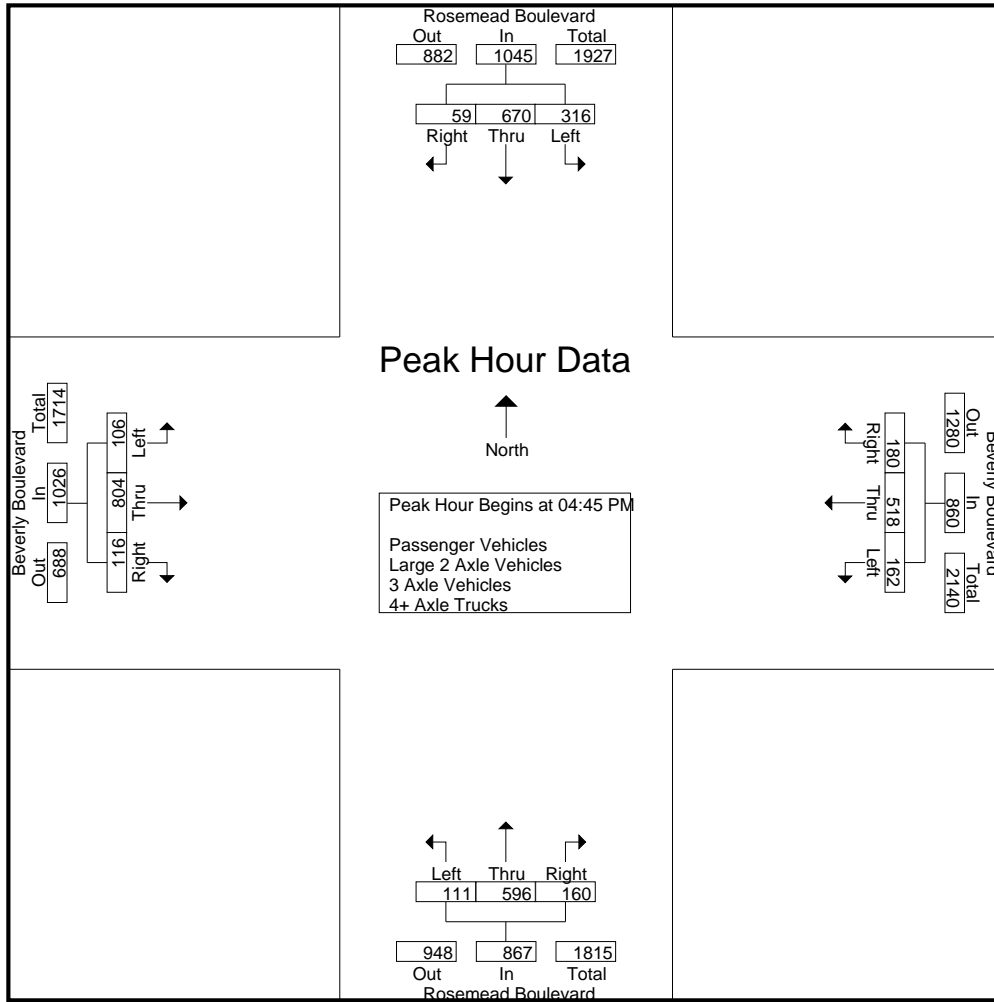 Rosemead Boulevard
Out In Total
882 1045 1927
59 670 316
Right Thru Left
Peak Hour Data
North
Peak Hour Begins at 04:45 PM
Passenger Vehicles
Large 2 Axle Vehicles
3 Axle Vehicles
4+ Axle Trucks
Beverly Boulevard
Out In Total
688 1026 1714
116 804 106
Right Thru Left
Beverly Boulevard
Out In Total
1280 860 2140
180 518 162
Right Thru Left
Left Thru Right
111 596 160
948 867 1815
Out In Total
Rosemead Boulevard